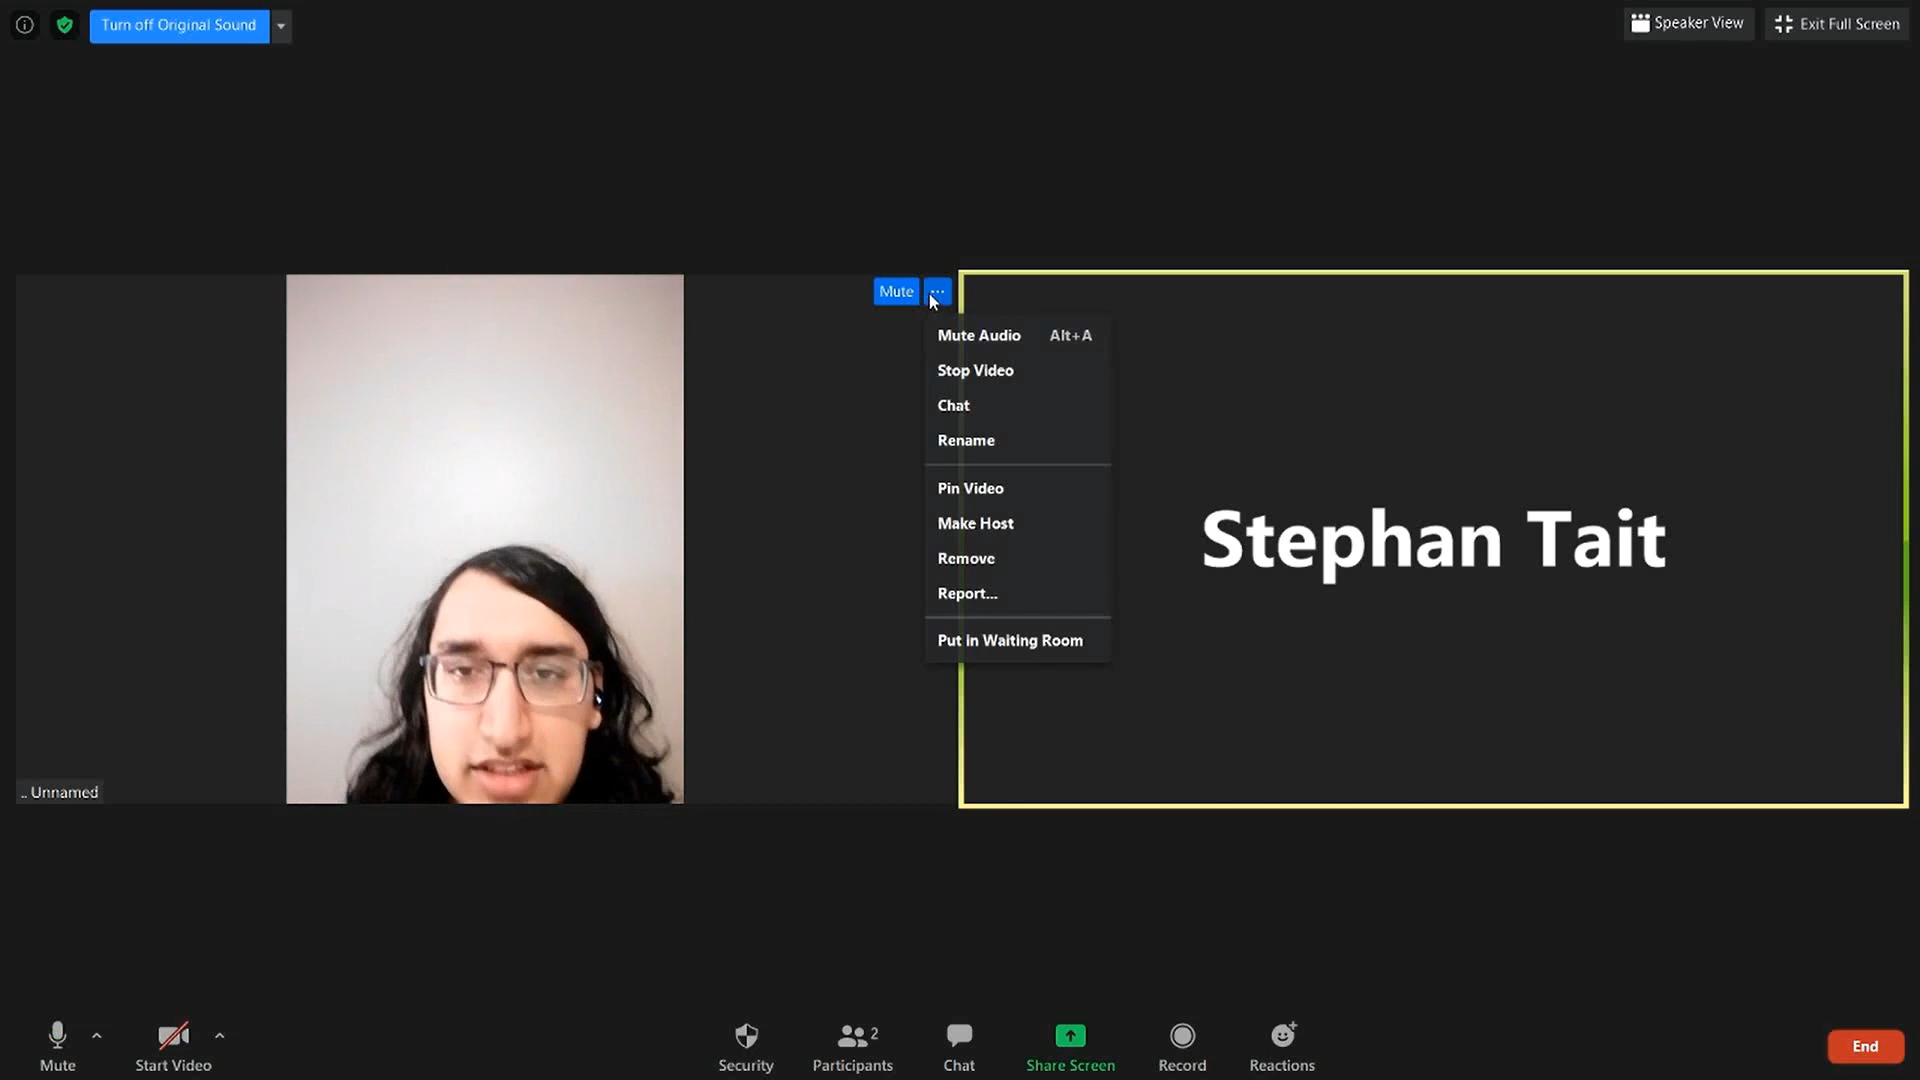 Turn off Original Sound
Speaker View
Exit Full Screen
Mute
Mute Audio Alt+A
Stop Video
Chat
Rename
Pin Video
Make Host
Remove
Report...
Put in Waiting Room
Stephan Tait
.. Unnamed
Mute
Start Video
Security
2
Participants
Chat
Share Screen
Record
Reactions
End